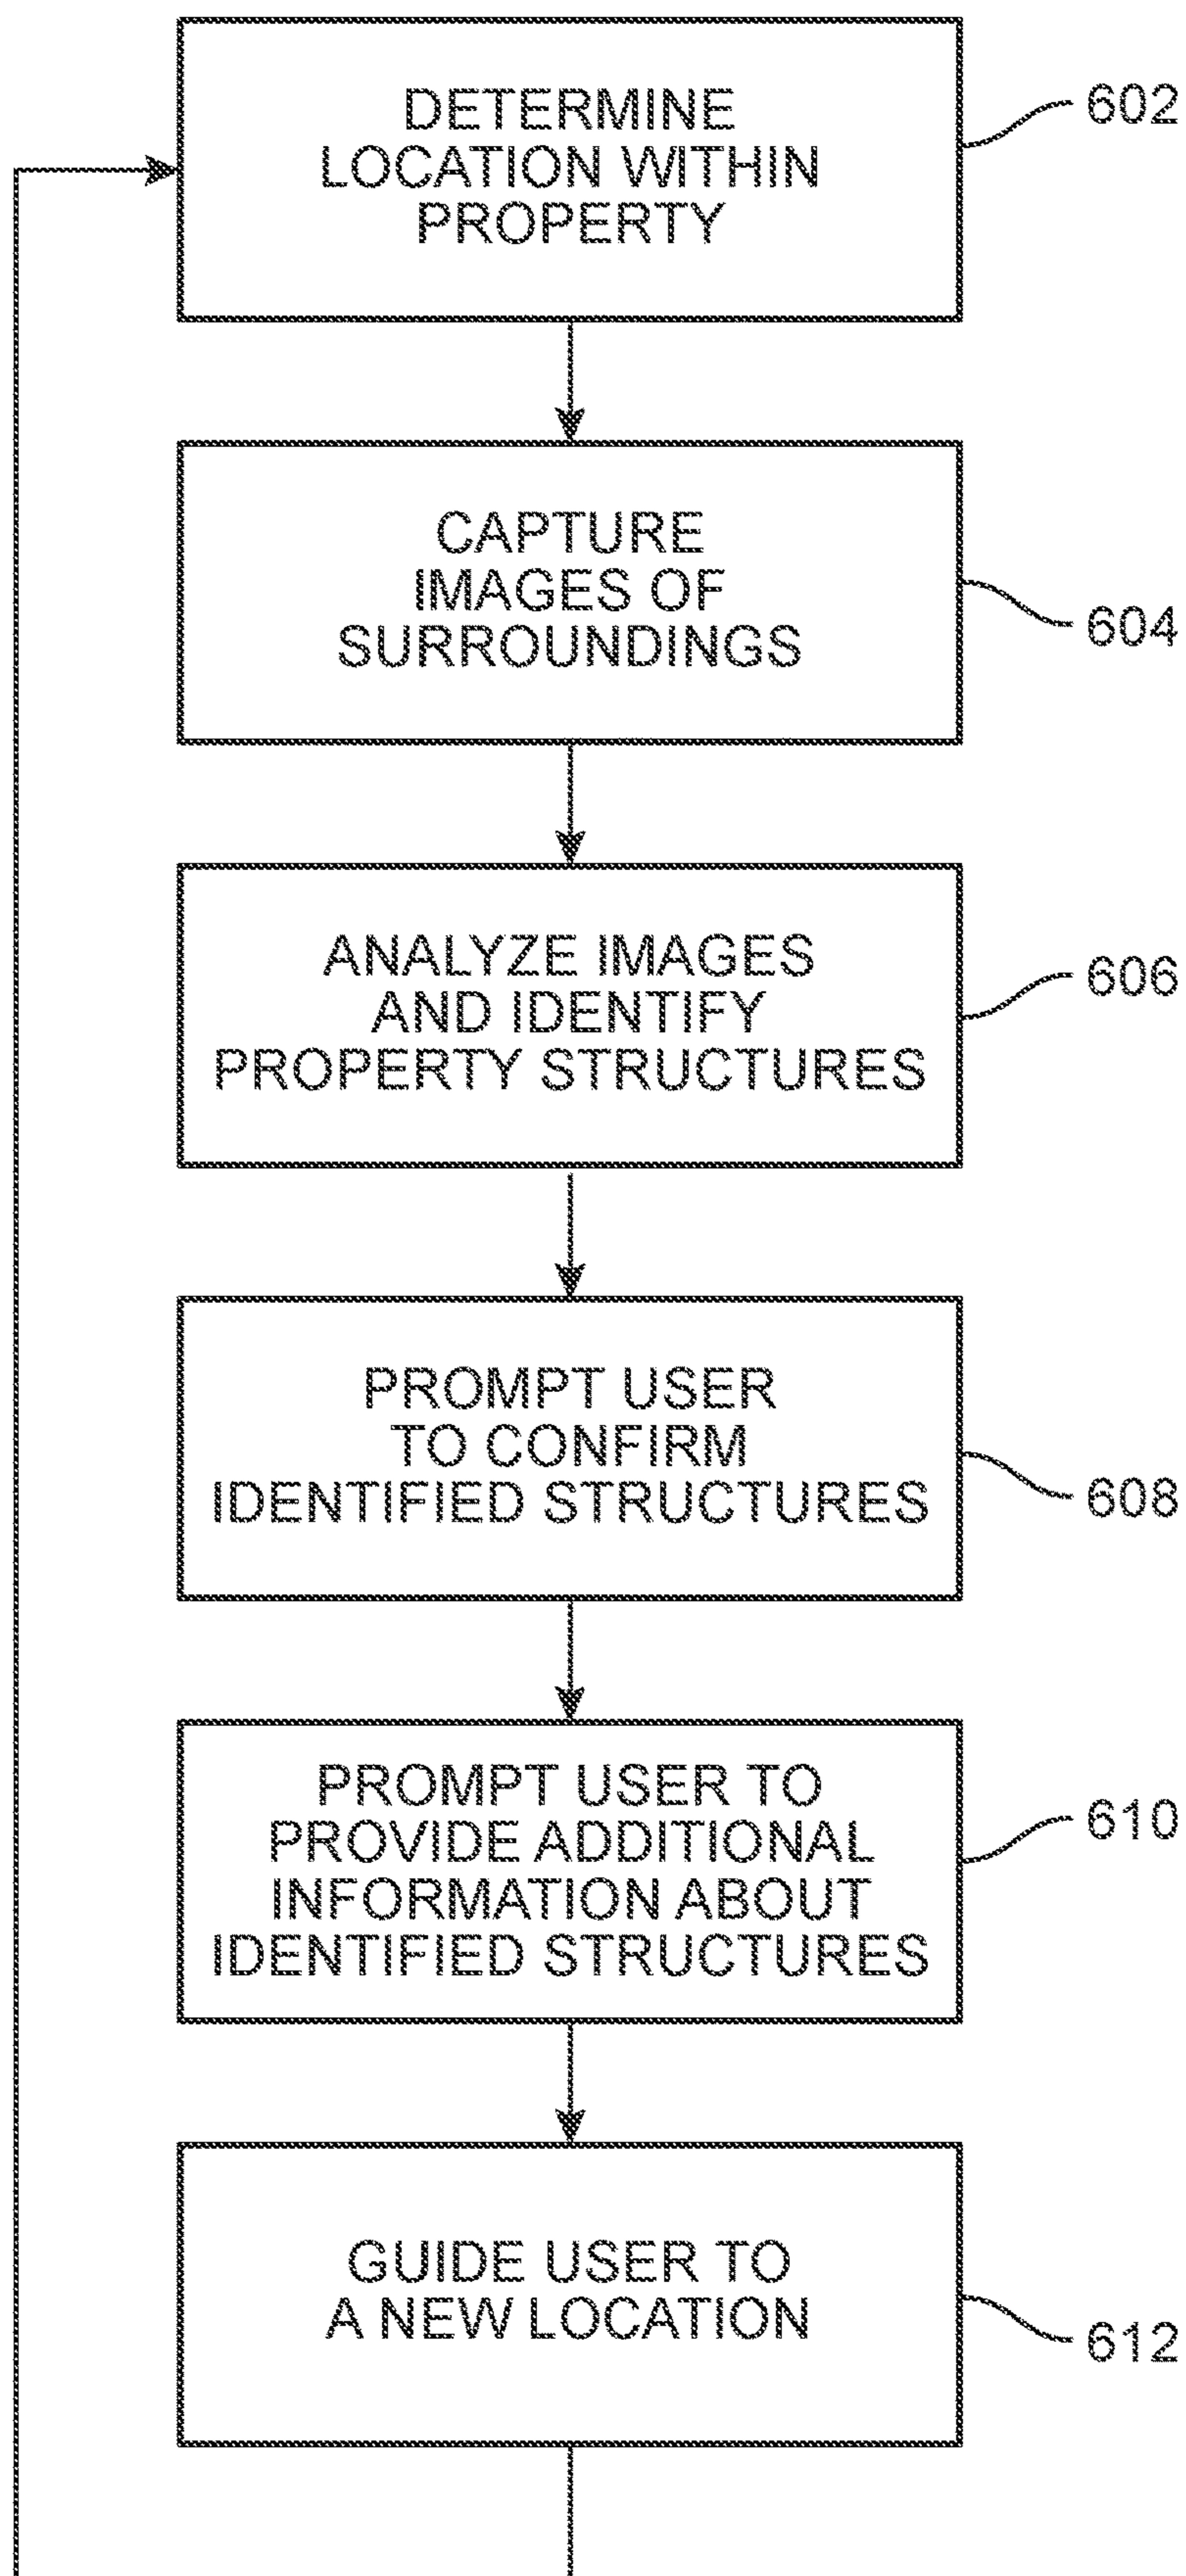 DETERMINE
LOCATION WITHIN
PROPERTY
602
CAPTURE
IMAGES OF
SURROUNDINGS
604
ANALYZE IMAGES
AND IDENTIFY
PROPERTY STRUCTURES
606
PROMPT USER
TO CONFIRM
IDENTIFIED STRUCTURES
608
PROMPT USER TO
PROVIDE ADDITIONAL
INFORMATION ABOUT
IDENTIFIED STRUCTURES
610
GUIDE USER TO
A NEW LOCATION
612